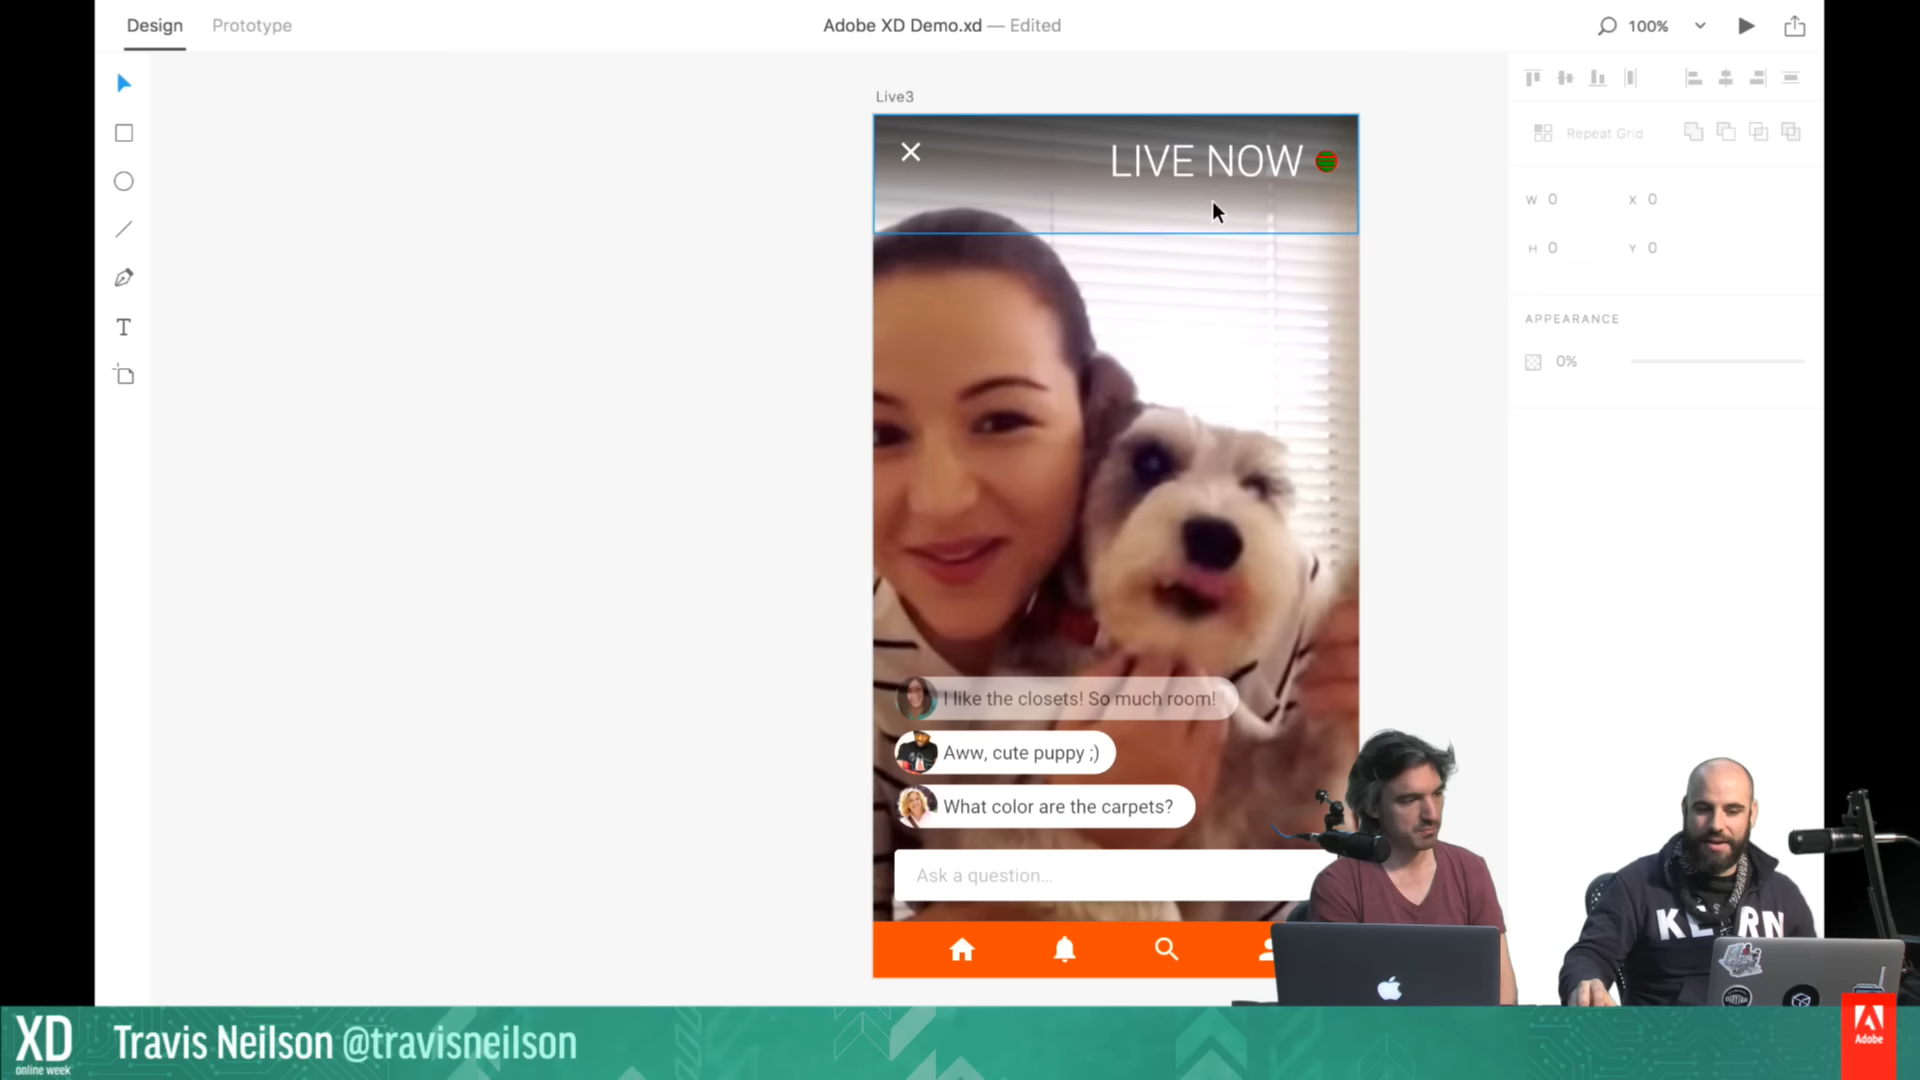 Design
Prototype
Adobe XD Demo.xd — Edited
100%
Live3
LIVE NOW
Repeat Grid
W 0
X 0
H 0
Y 0
APPEARANCE
0%
I like the closets! So much room!
Aww, cute puppy ;)
What color are the carpets?
Ask a question...
XD
online week
Travis Neilson @travisneilson
Adobe